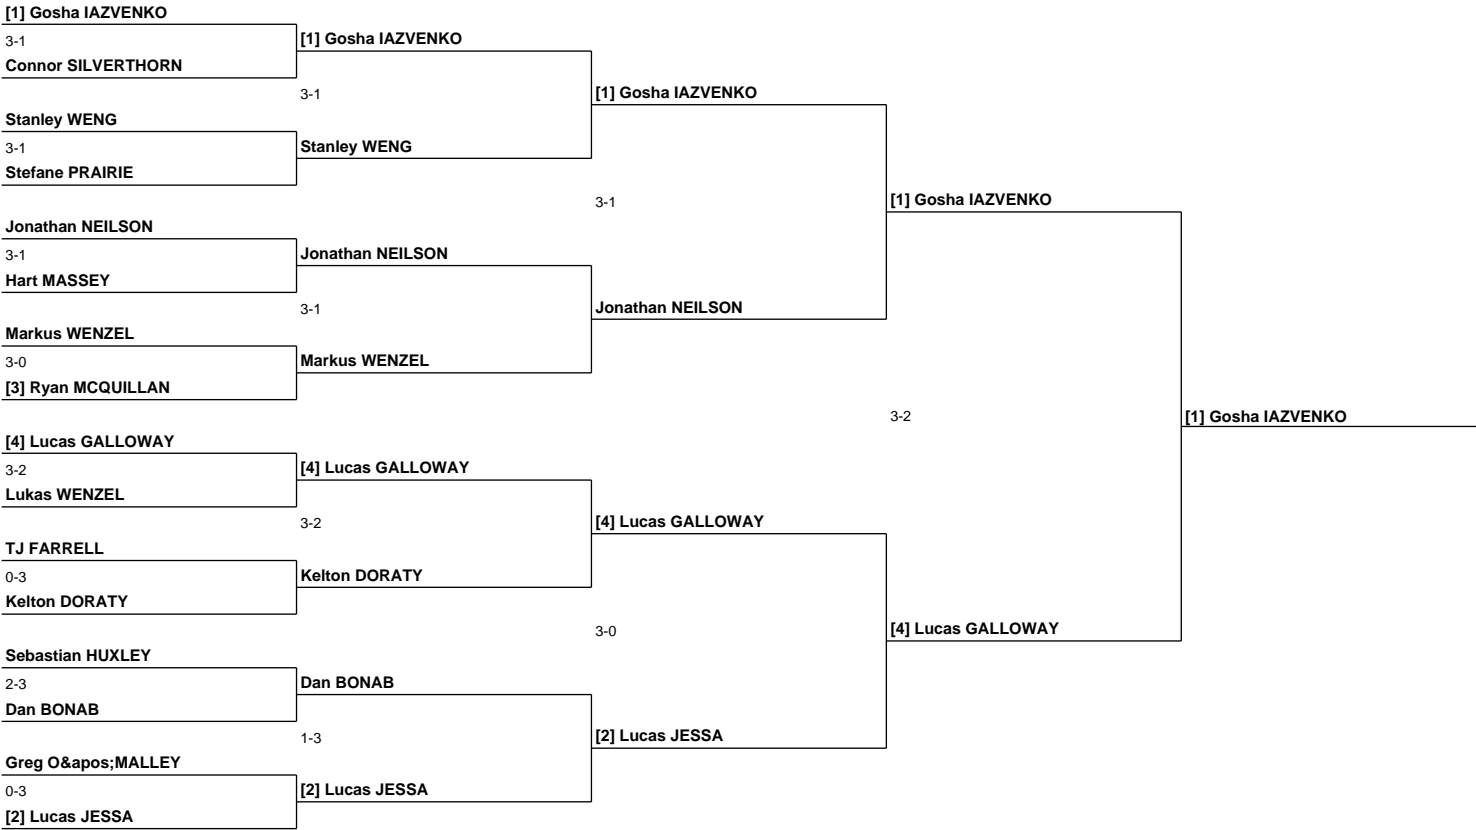 [1] Gosha IAZVENKO
3-1
Connor SILVERTHORN
Stanley WENG
3-1
Stefane PRAIRIE
Jonathan NEILSON
3-1
Hart MASSEY
Markus WENZEL
3-0
[3] Ryan MCQUILLAN
[4] Lucas GALLOWAY
3-2
Lukas WENZEL
TJ FARRELL
0-3
Kelton DORATY
Sebastian HUXLEY
2-3
Dan BONAB
Greg O&apos;MALLEY
0-3
[2] Lucas JESSA
[1] Gosha IAZVENKO
3-1
Stanley WENG
Jonathan NEILSON
3-1
Markus WENZEL
[4] Lucas GALLOWAY
3-2
Kelton DORATY
Dan BONAB
1-3
[2] Lucas JESSA
[1] Gosha IAZVENKO
3-1
Jonathan NEILSON
[4] Lucas GALLOWAY
3-0
[2] Lucas JESSA
[1] Gosha IAZVENKO
3-2
[4] Lucas GALLOWAY
[1] Gosha IAZVENKO